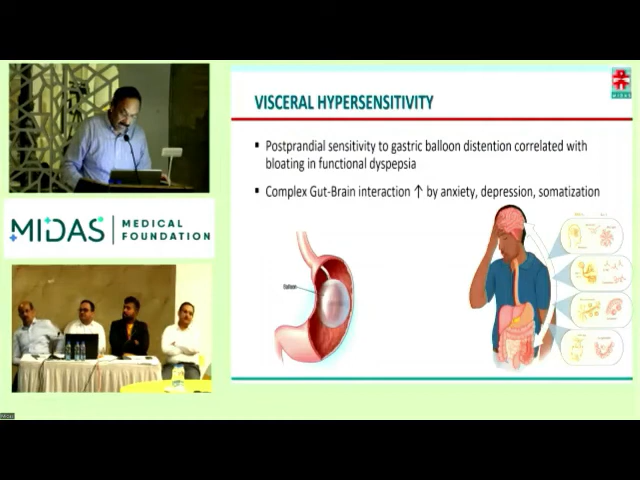 MIDAS
VISCERAL HYPERSENSITIVITY
Postprandial sensitivity to gastric balloon distention correlated with
bloating in functional dyspepsia
Complex Gut-Brain interaction ↑ by anxiety, depression, somatization
MIDAS
MEDICAL
FOUNDATION